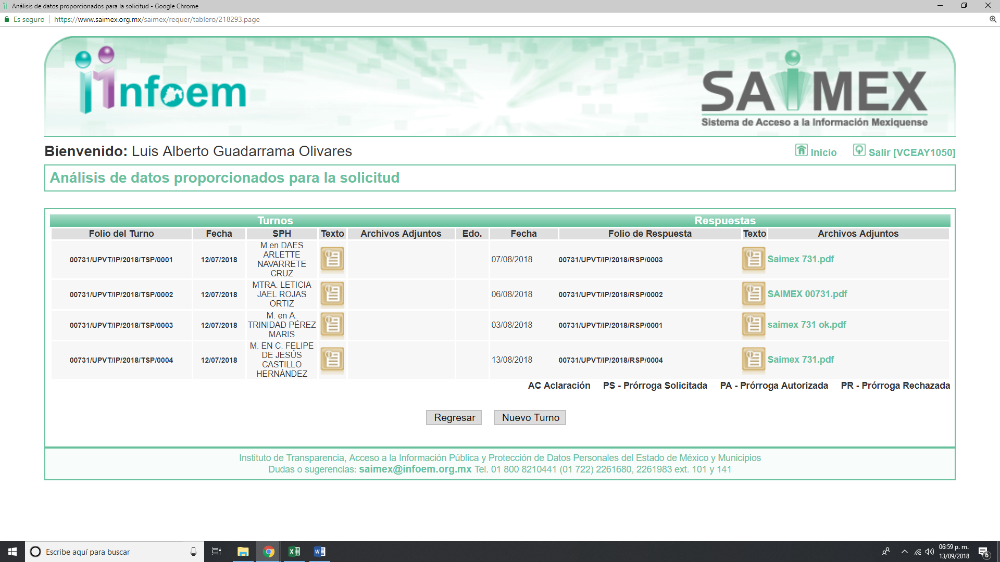 Análisis de datos proporcionados para la solicitud - Google Chrome
Es seguro | https://www.saimex.org.mx/saimex/requer/tablero/218293.page
infoem
SAIMEX
Sistema de Acceso a la Información Mexiquense
Bienvenido: Luis Alberto Guadarrama Olivares
Inicio Salir [VCEAY1050]
Análisis de datos proporcionados para la solicitud
Turnos Respuestas
Folio del Turno Fecha SPH Texto Archivos Adjuntos Edo. Fecha Folio de Respuesta Texto Archivos Adjuntos
M.en DAES
ARLETTE
NAVARRETE
CRUZ
00731/UPVT/IP/2018/TSP/0001 12/07/2018 07/08/2018 00731/UPVT/IP/2018/RSP/0003 Saimex 731.pdf
MTRA. LETICIA
JAEL ROJAS
ORTIZ
00731/UPVT/IP/2018/TSP/0002 12/07/2018 06/08/2018 00731/UPVT/IP/2018/RSP/0002 SAIMEX 00731.pdf
M. en A.
TRINIDAD PÉREZ
MARIS
00731/UPVT/IP/2018/TSP/0003 12/07/2018 03/08/2018 00731/UPVT/IP/2018/RSP/0001 saimex 731 ok.pdf
M. EN C. FELIPE
DE JESÚS
CASTILLO
HERNÁNDEZ
00731/UPVT/IP/2018/TSP/0004 12/07/2018 13/08/2018 00731/UPVT/IP/2018/RSP/0004 Saimex 731.pdf
AC Aclaración PS - Prórroga Solicitada PA - Prórroga Autorizada PR - Prórroga Rechazada
Regresar Nuevo Turno
Instituto de Transparencia, Acceso a la Información Pública y Protección de Datos Personales del Estado de México y Municipios
Dudas o sugerencias: saimex@infoem.org.mx Tel. 01 800 8210441 (01 722) 2261680, 2261983 ext. 101 y 141
Escribe aquí para buscar
06:59 p. m.
13/09/2018
6